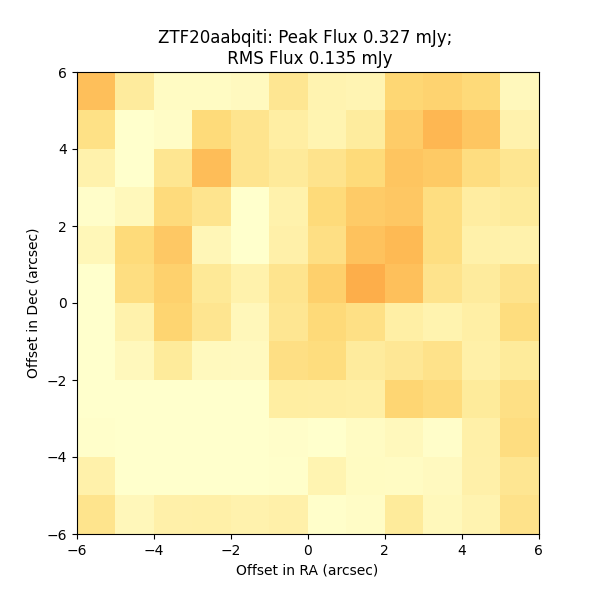 ZTF20aabqiti: Peak Flux 0.327 mJy;
RMS Flux 0.135 mJy
6
4
2
0
−2
−4
−6
Offset in Dec (arcsec)
−6 −4 −2 0 2 4 6
Offset in RA (arcsec)